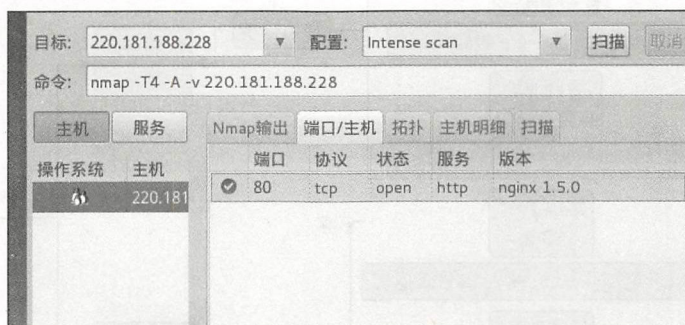 目标: 220.181.188.228 配置: Intense scan 扫描 取消
命令: nmap -T4 -A -v 220.181.188.228
主机 服务 Nmap输出 端口/主机 拓扑 主机明细 扫描
操作系统 主机 端口 协议 状态 服务 版本
220.181 80 tcp open http nginx 1.5.0